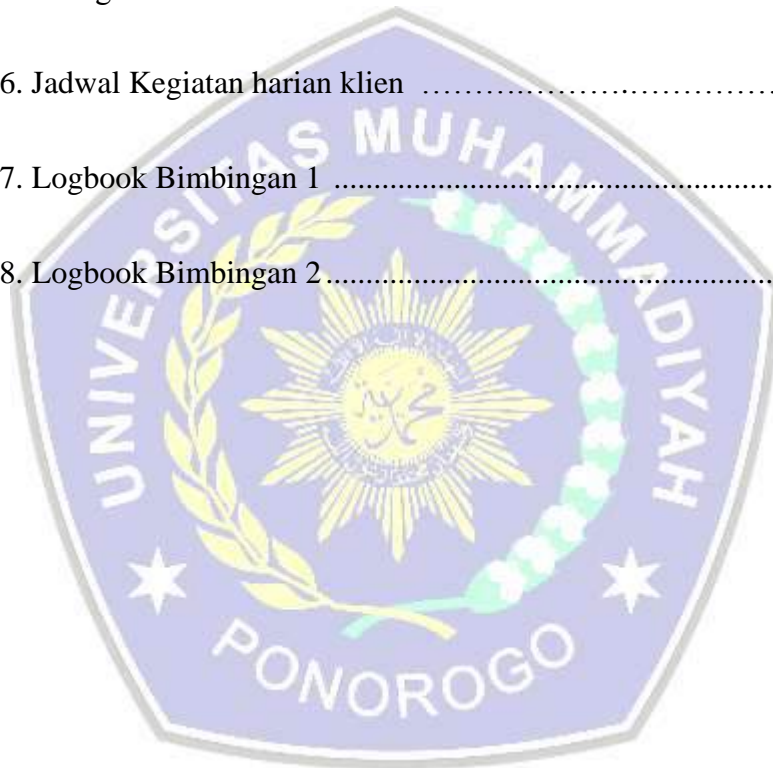 6. Jadwal Kegiatan harian klien ……………………………
7. Logbook Bimbingan 1 ........................................................
8. Logbook Bimbingan 2 .........................................................
UNIVERSITAS MUHAMMADIYAH
PONOROGO